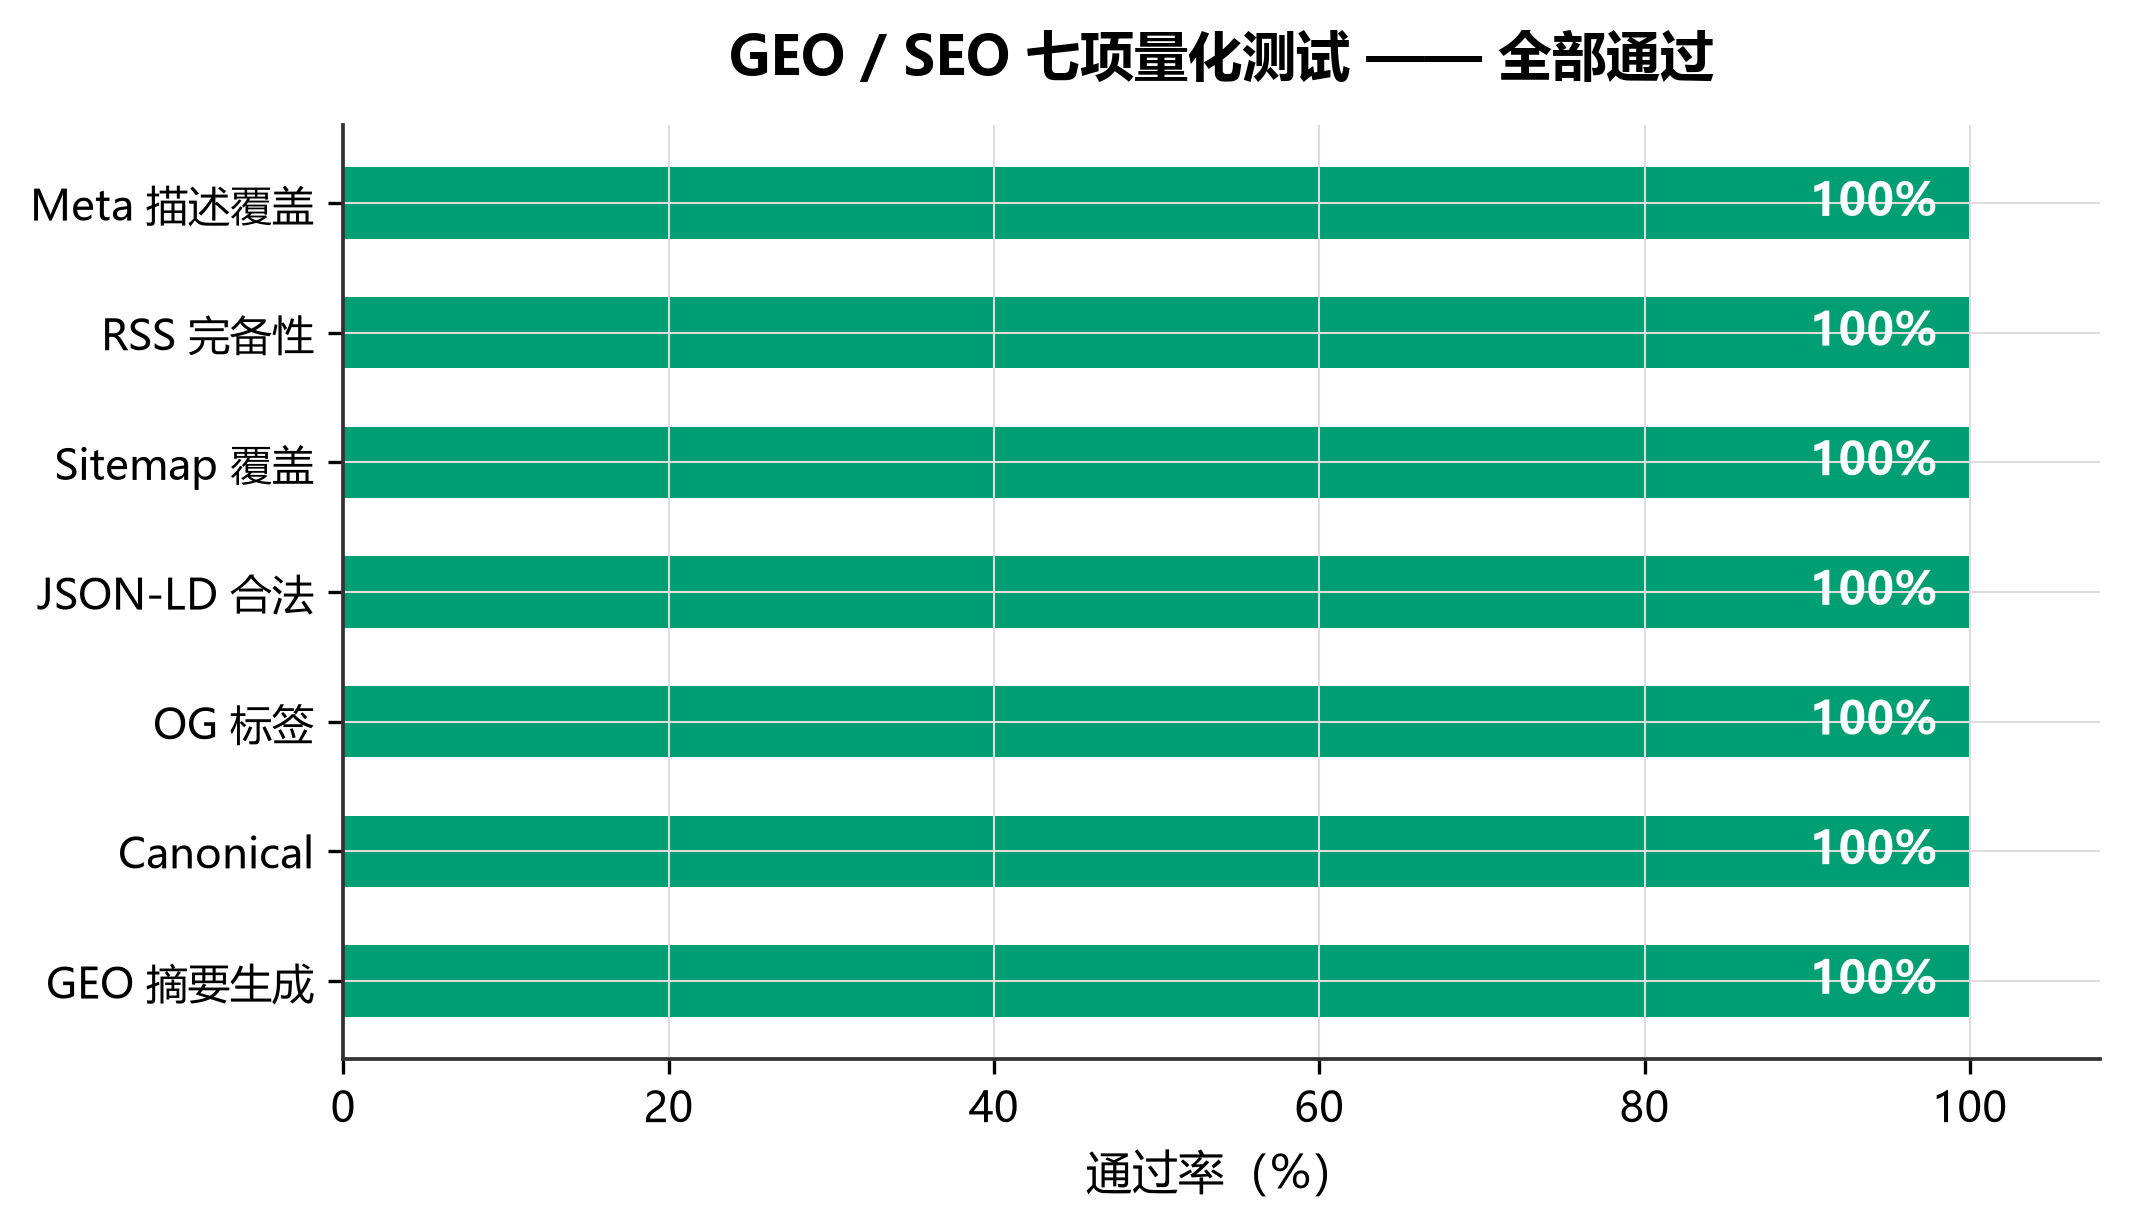 GEO / SEO 七项量化测试 —— 全部通过
Meta 描述覆盖 100%
RSS 完备性 100%
Sitemap 覆盖 100%
JSON-LD 合法 100%
OG 标签 100%
Canonical 100%
GEO 摘要生成 100%
0 20 40 60 80 100
通过率（%）